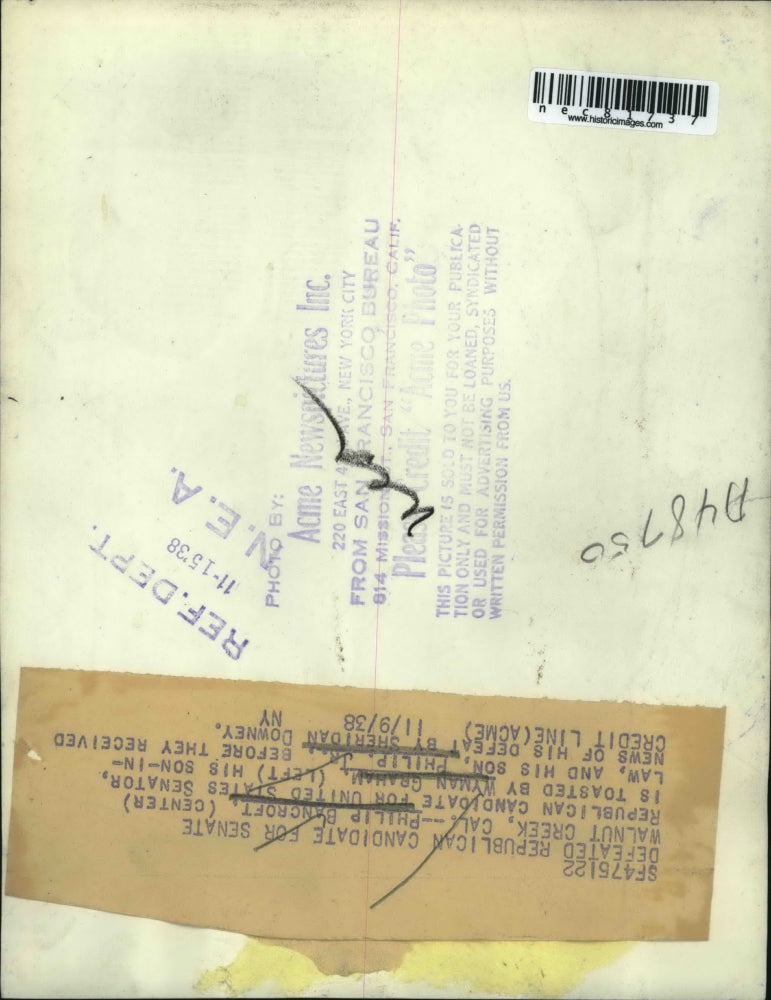 nec81737
www.historicimages.com
PHOTO BY:
Acme Newspictures Inc.
220 EAST NEW YORK CITY
FROM SAN FRANCISCO BUREAU
814 MISSION ST., SAN FRANCISCO, CALIF.
Please Credit "Acme Photo"
THIS PICTURE IS SOLD TO YOU FOR YOUR PUBLICA-
TION ONLY AND MUST NOT BE LOANED, SYNDICATED
OR USED FOR ADVERTISING PURPOSES WITHOUT
WRITTEN PERMISSION FROM US.
REF. DEPT.
11-15'38
N.E.A.
A48750
SF475122
DEFEATED REPUBLICAN CANDIDATE FOR SENATE
WALNUT CREEK, CAL.--PHILIP BANCROFT (CENTER)
REPUBLICAN CANDIDATE FOR UNITED STATES SENATOR,
IS TOASTED BY WYMAN GRAHAM (LEFT) HIS SON-IN-
LAW, AND HIS SON, PHILIP, JR. BEFORE THEY RECEIVED
NEWS OF HIS DEFEAT BY SHERIDAN DOWNEY.
CREDIT LINE(ACME) 11/9/38 NY